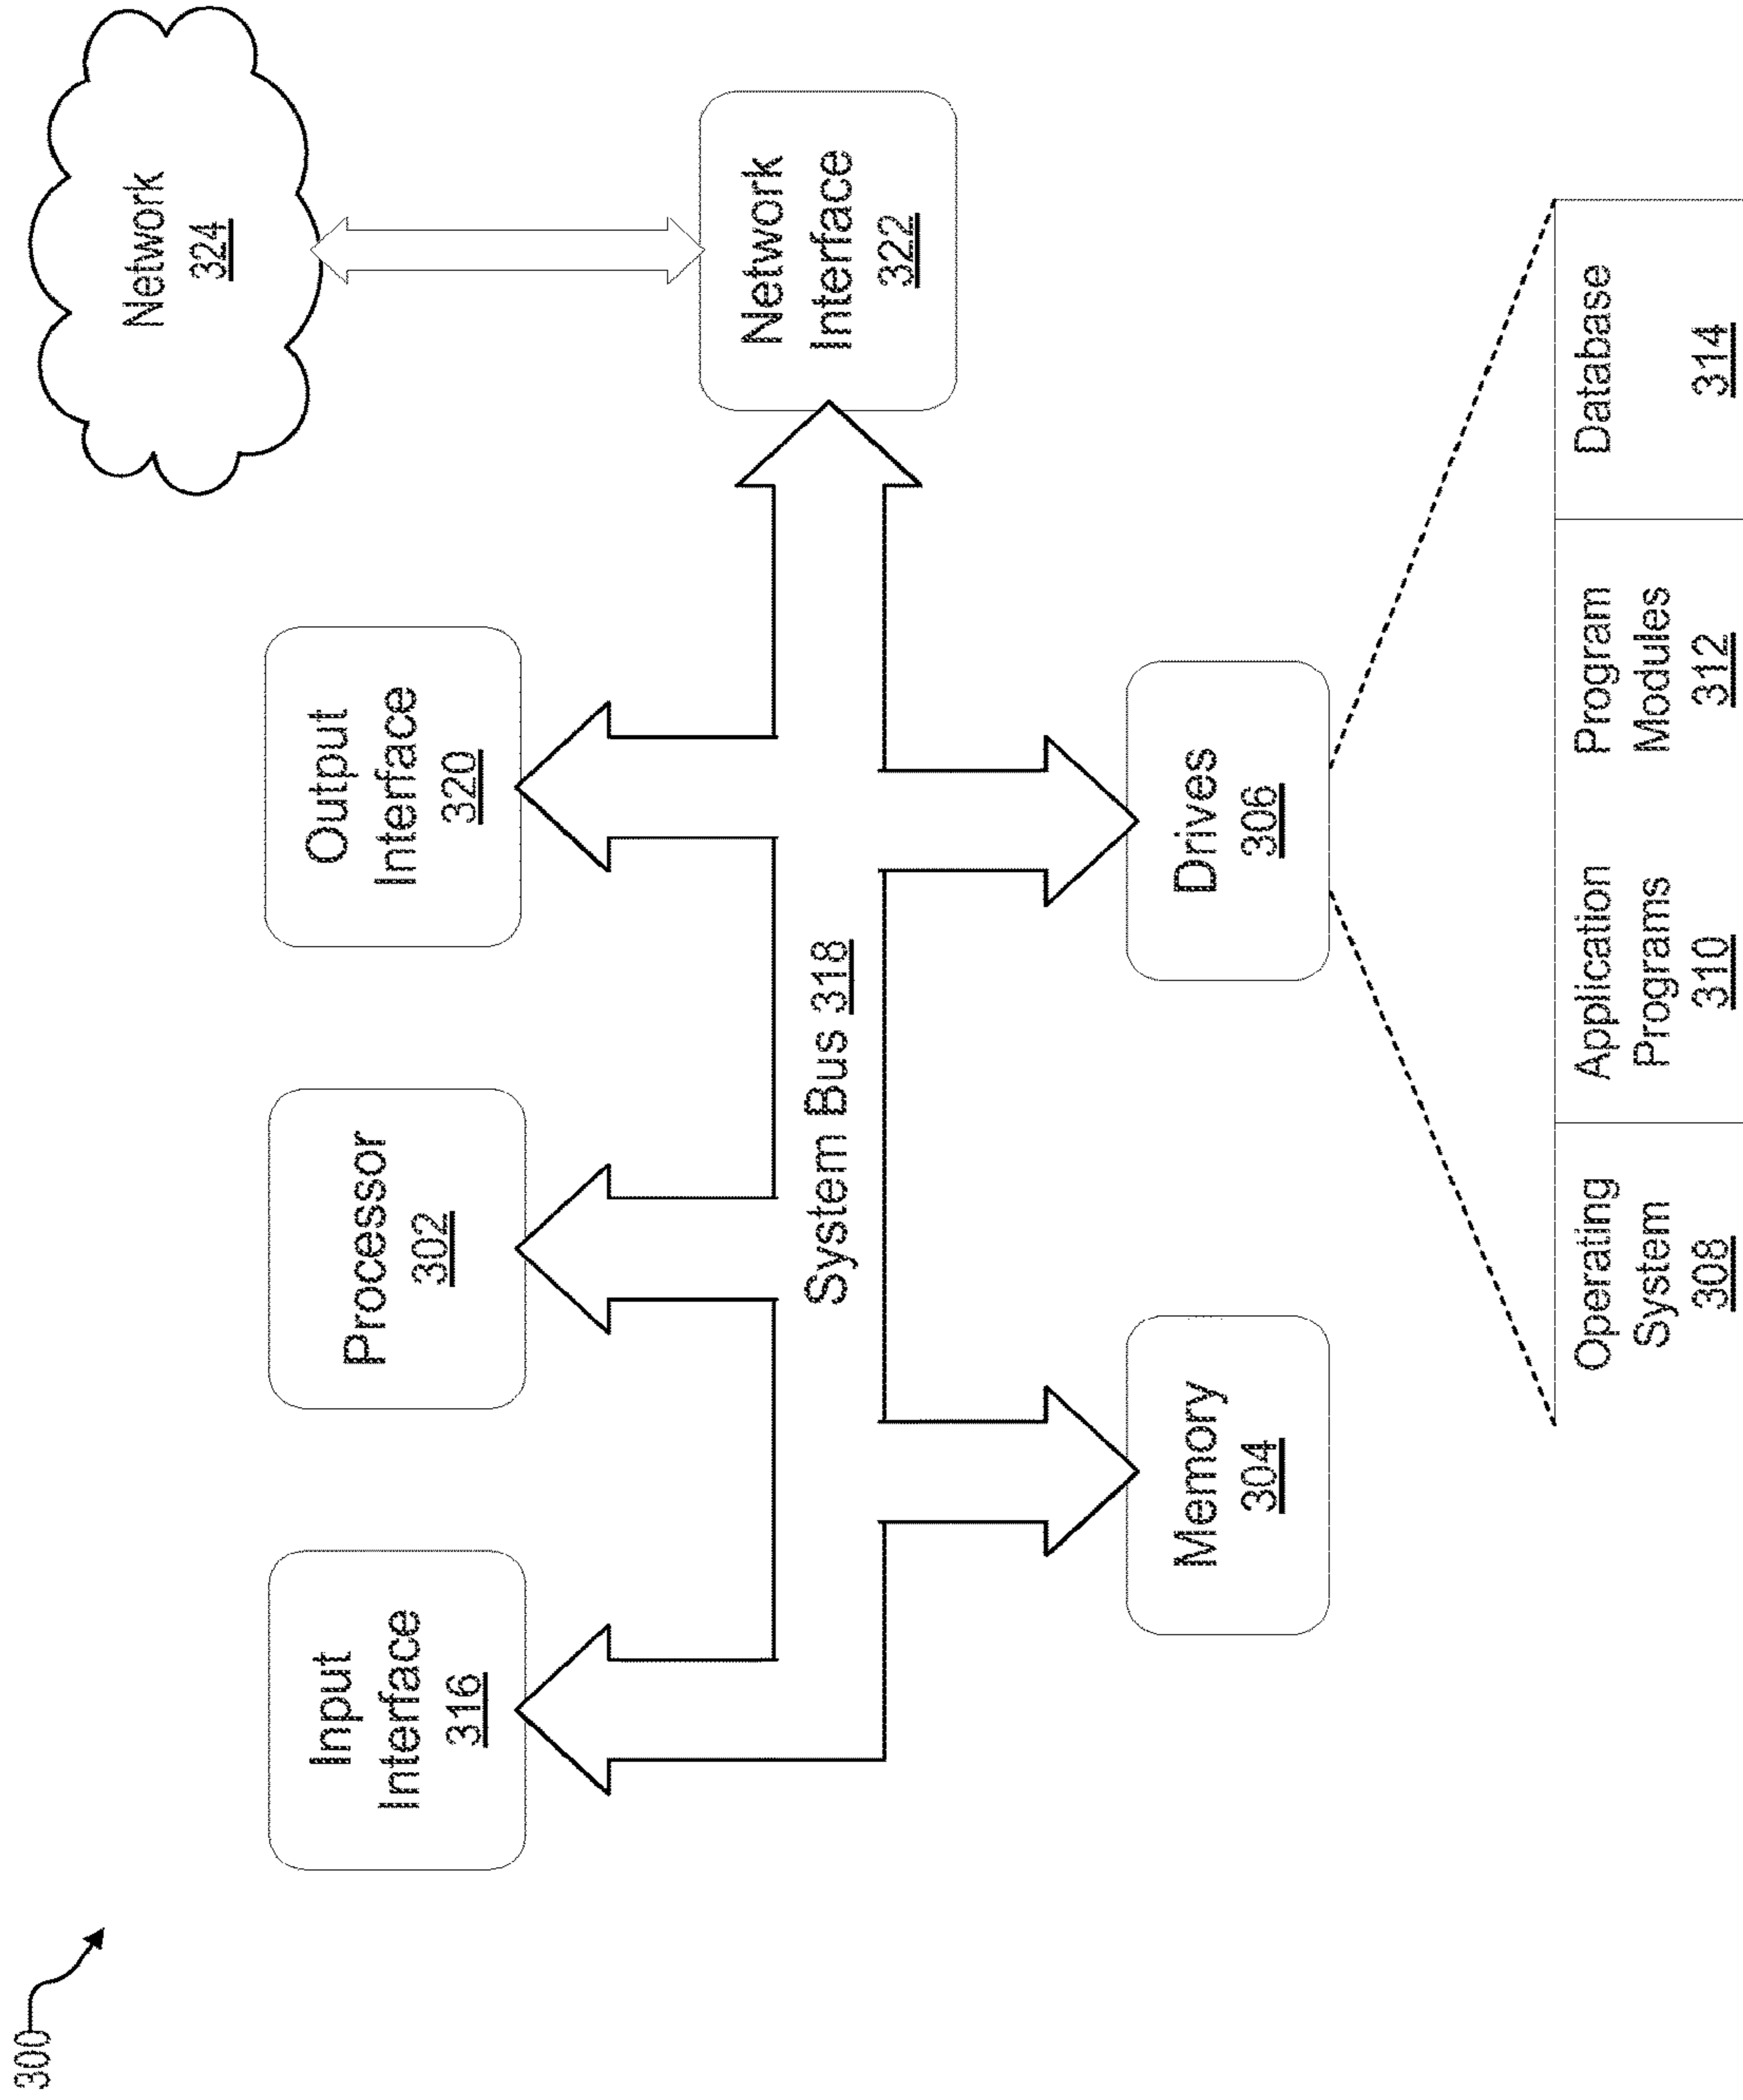 300
Input
Interface
316
Processor
302
Output
Interface
320
Network
324
System Bus 318
Network
Interface
322
Memory
304
Drives
306
Operating
System
308
Application
Programs
310
Program
Modules
312
Database
314